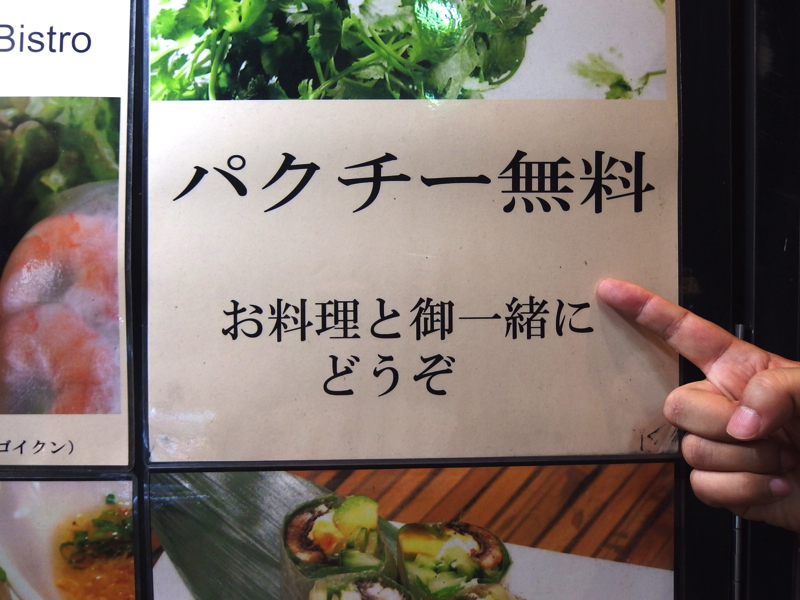 Bistro
パクチー無料
お料理と御一緒に
どうぞ
ゴイクン）